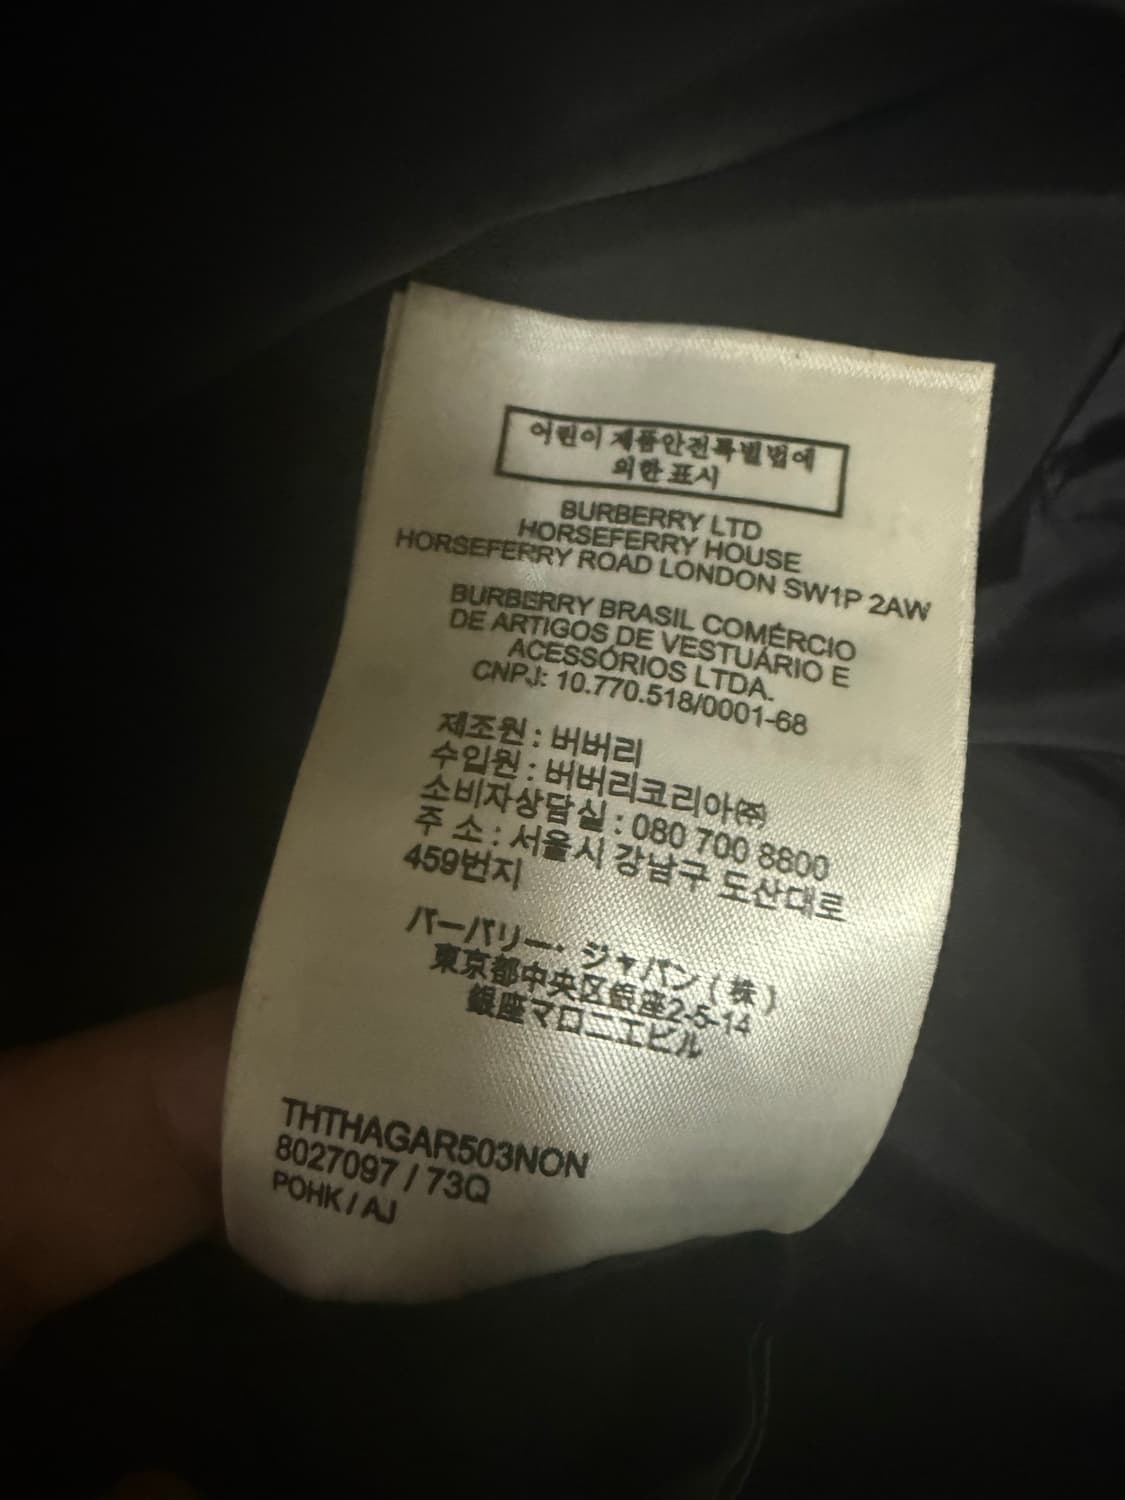 어린이 제품안전특별법에
의한 표시
BURBERRY LTD
HORSEFERRY HOUSE
HORSEFERRY ROAD LONDON SW1P 2AW
BURBERRY BRASIL COMÉRCIO
DE ARTIGOS DE VESTUÁRIO E
ACESSÓRIOS LTDA.
CNPJ: 10.770.518/0001-68
제조원 : 버버리
수입원 : 버버리코리아㈜
소비자상담실 : 080 700 8800
주 소 : 서울시 강남구 도산대로
459번지
バーバリー・ジャパン(株)
東京都中央区銀座2-5-14
銀座マロニエビル
THTHAGAR503NON
8027097 / 73Q
POHK / AJ